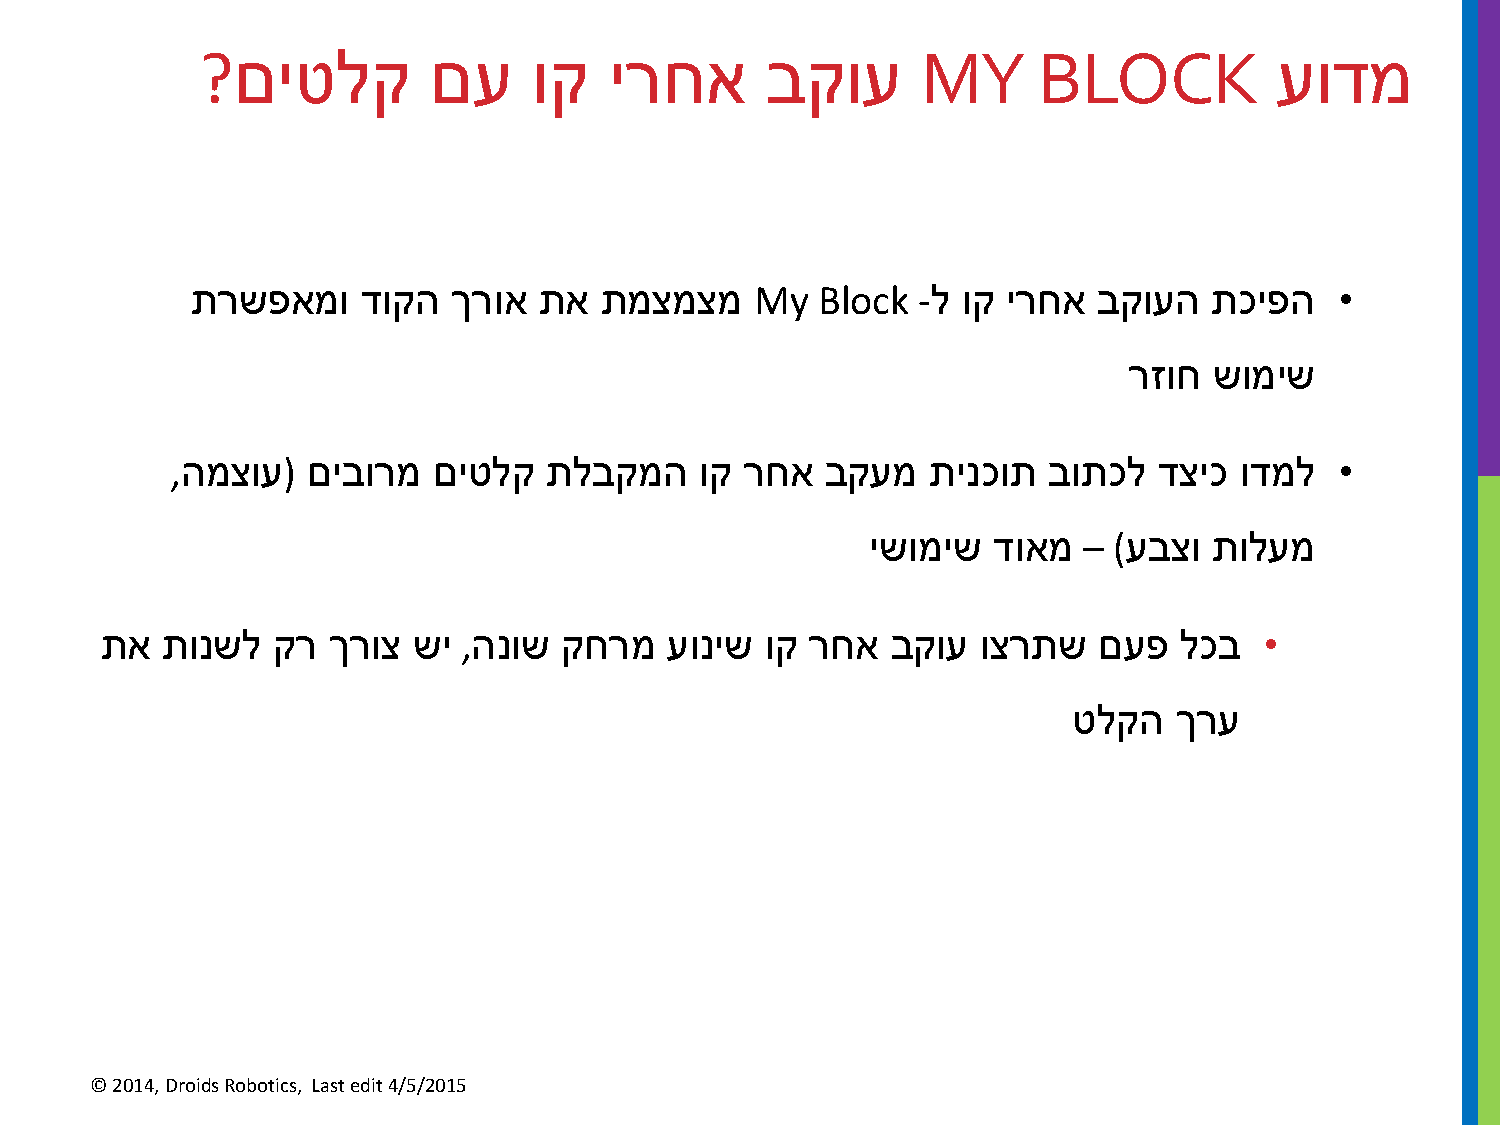 מדוע MY BLOCK עוקב אחרי קו עם קלטים?
• הפיכת העוקב אחרי קו ל- My Block מצמצמת את אורך הקוד ומאפשרת
שימוש חוזר
• למדו כיצד לכתוב תוכנית מעקב אחר קו המקבלת קלטים מרובים (עוצמה,
מעלות וצבע) – מאוד שימושי
• בכל פעם שתרצו עוקב אחר קו שיניע מרחק שונה, יש צורך רק לשנות את
ערך הקלט
© 2014, Droids Robotics, Last edit 4/5/2015